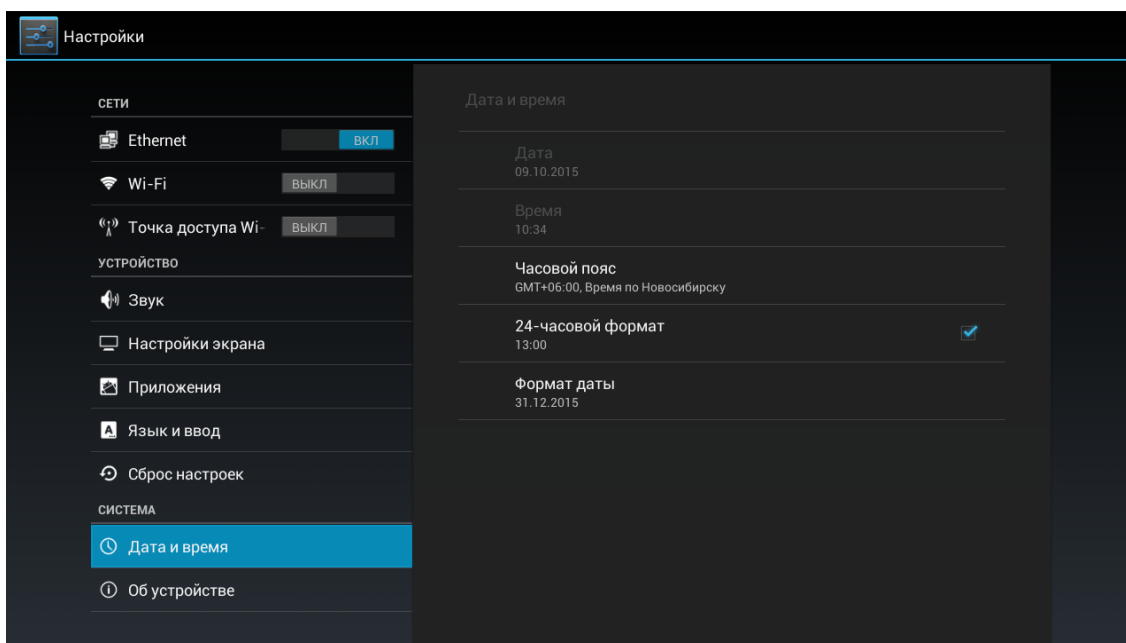 Настройки
СЕТИ
Ethernet
ВКЛ
Wi-Fi
ВЫКЛ
Точка доступа Wi-
ВЫКЛ
УСТРОЙСТВО
Звук
Настройки экрана
Приложения
Язык и ввод
Сброс настроек
СИСТЕМА
Дата и время
Об устройстве
Дата и время
Дата
09.10.2015
Время
10:34
Часовой пояс
GMT+06:00, Время по Новосибирску
24-часовой формат
13:00
Формат даты
31.12.2015